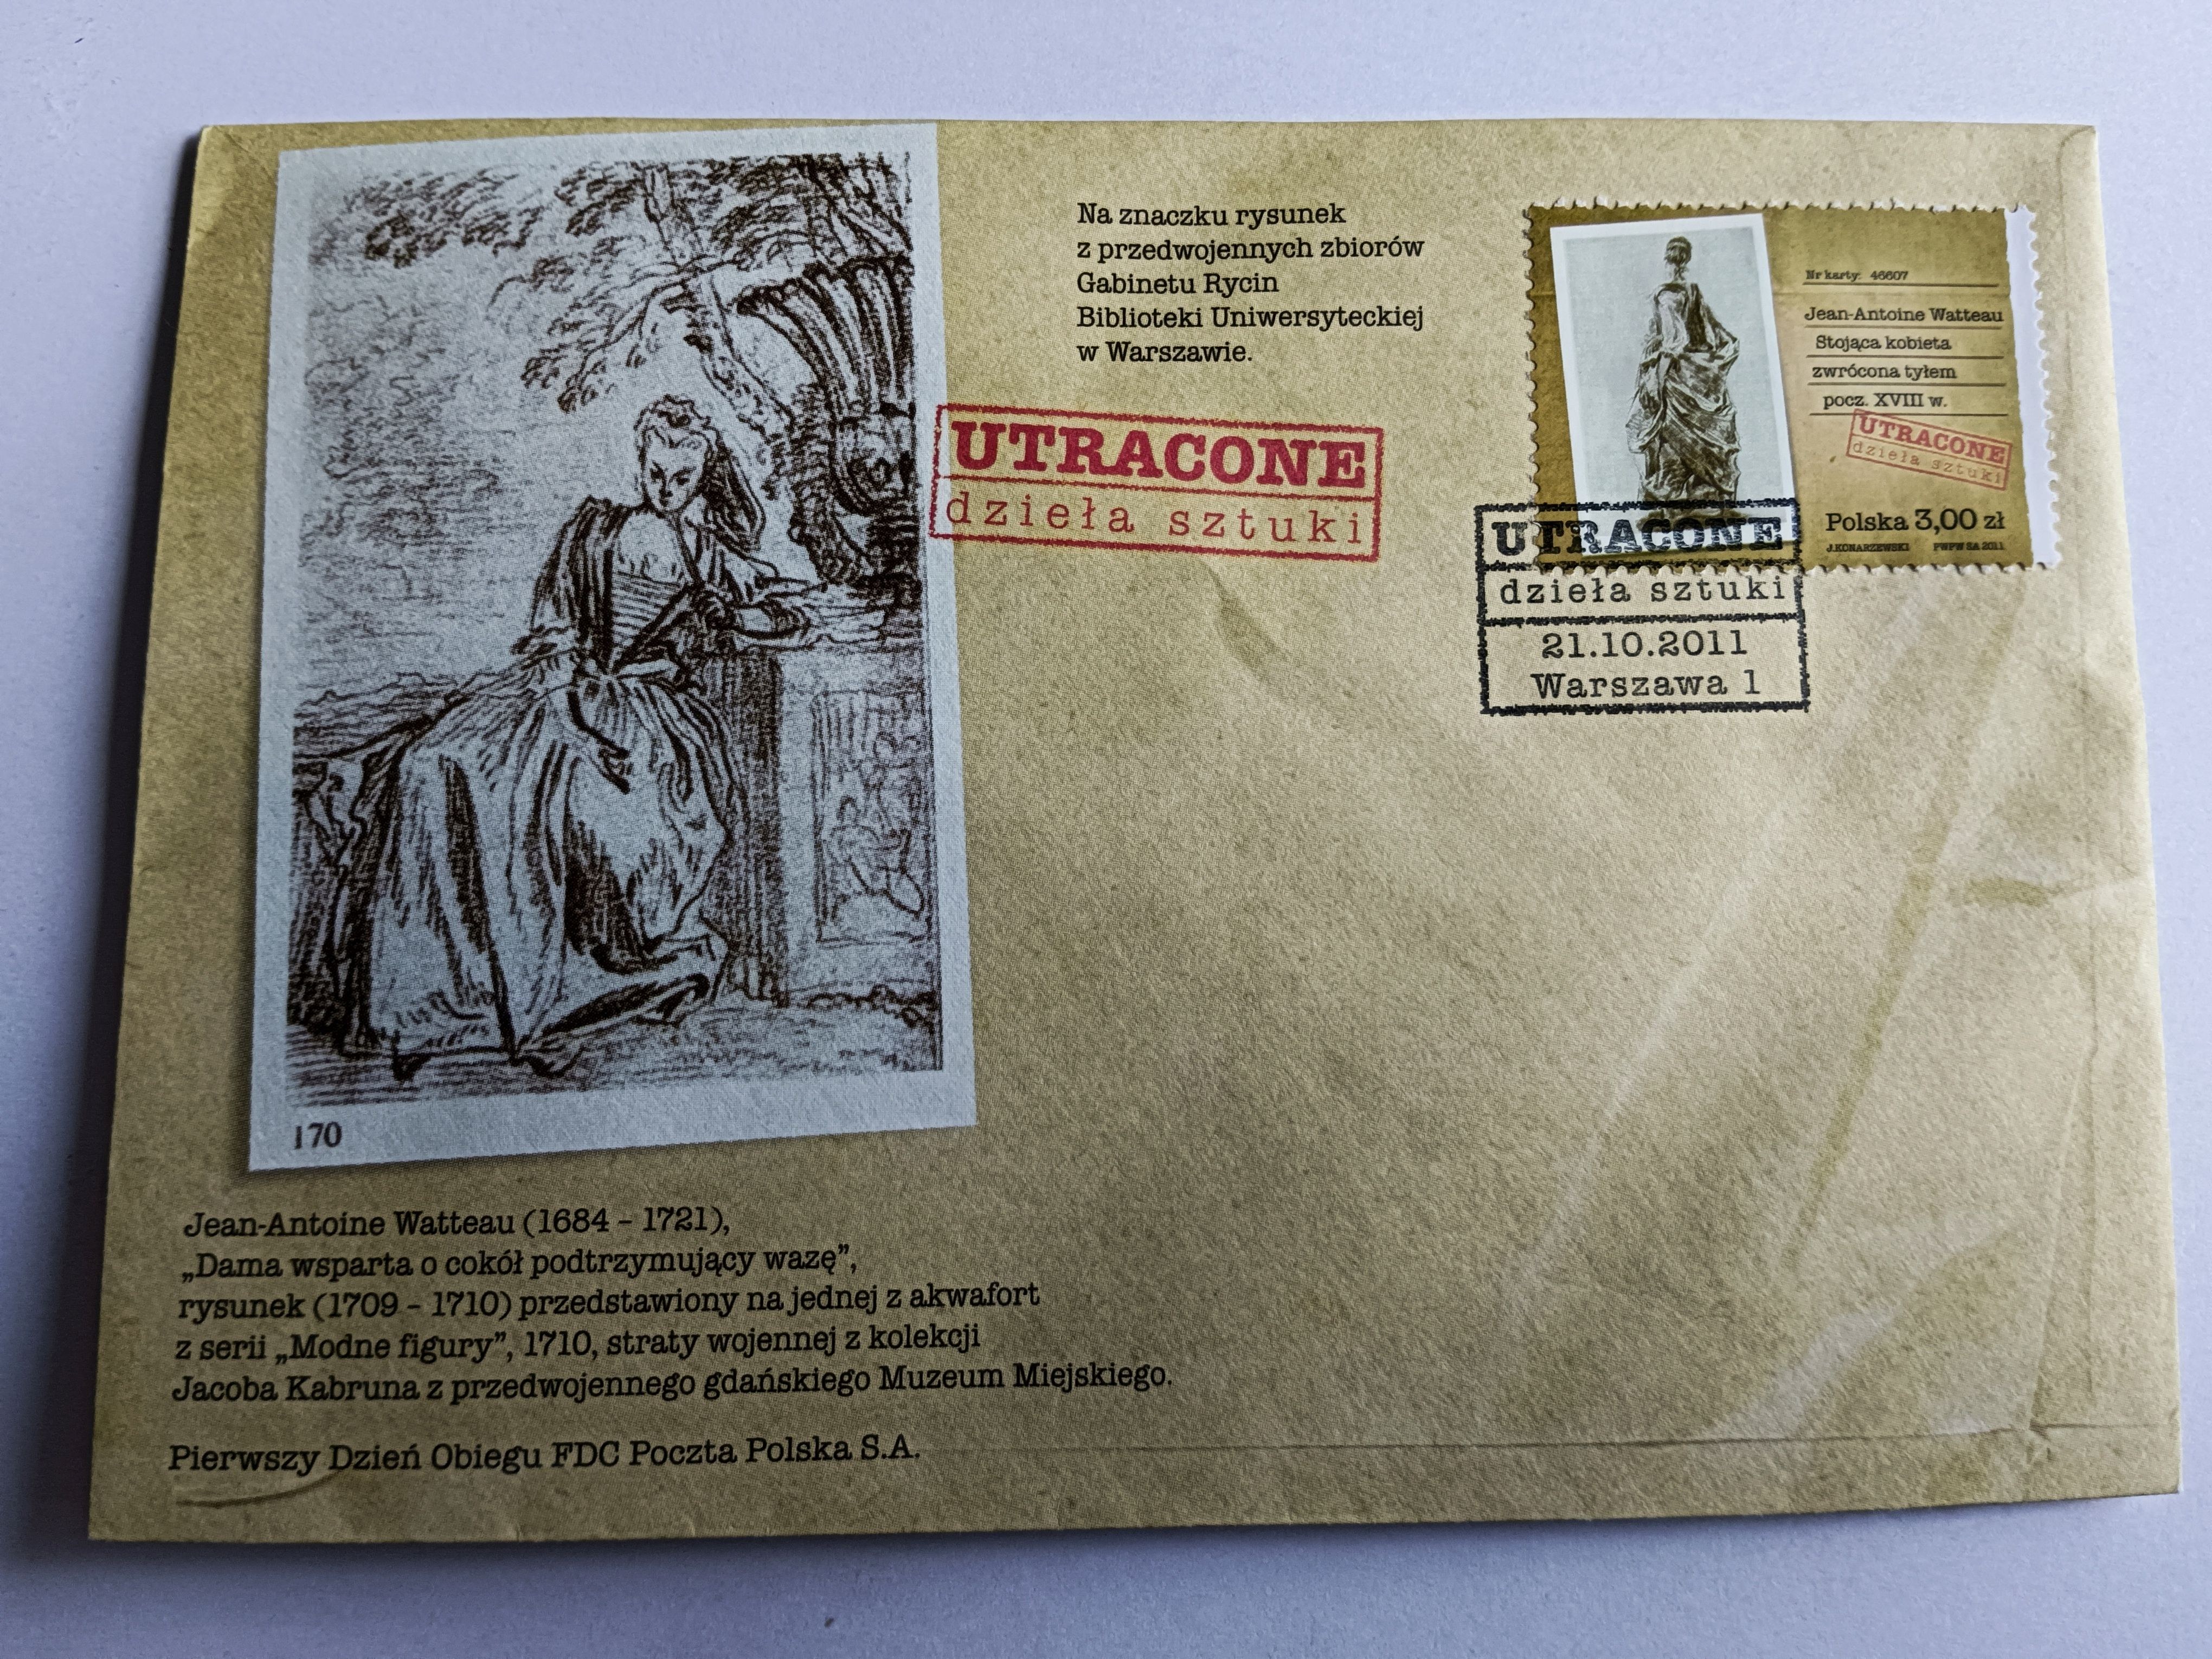 Na znaczku rysunek
z przedwojennych zbiorów
Gabinetu Rycin
Biblioteki Uniwersyteckiej
w Warszawie.
Nr karty: 46607
Jean-Antoine Watteau
Stojąca kobieta
zwrócona tyłem
pocz. XVIII w.
UTRACONE
dzieła sztuki
Polska 3,00 zł
J.KONARZEWSKI PWPW SA 2011
UTRACONE
dzieła sztuki
UTRACONE
dzieła sztuki
21.10.2011
Warszawa 1
170
Jean-Antoine Watteau (1684 – 1721),
„Dama wsparta o cokół podtrzymujący wazę”,
rysunek (1709 – 1710) przedstawiony na jednej z akwafort
z serii „Modne figury”, 1710, straty wojennej z kolekcji
Jacoba Kabruna z przedwojennego gdańskiego Muzeum Miejskiego.
Pierwszy Dzień Obiegu FDC Poczta Polska S.A.